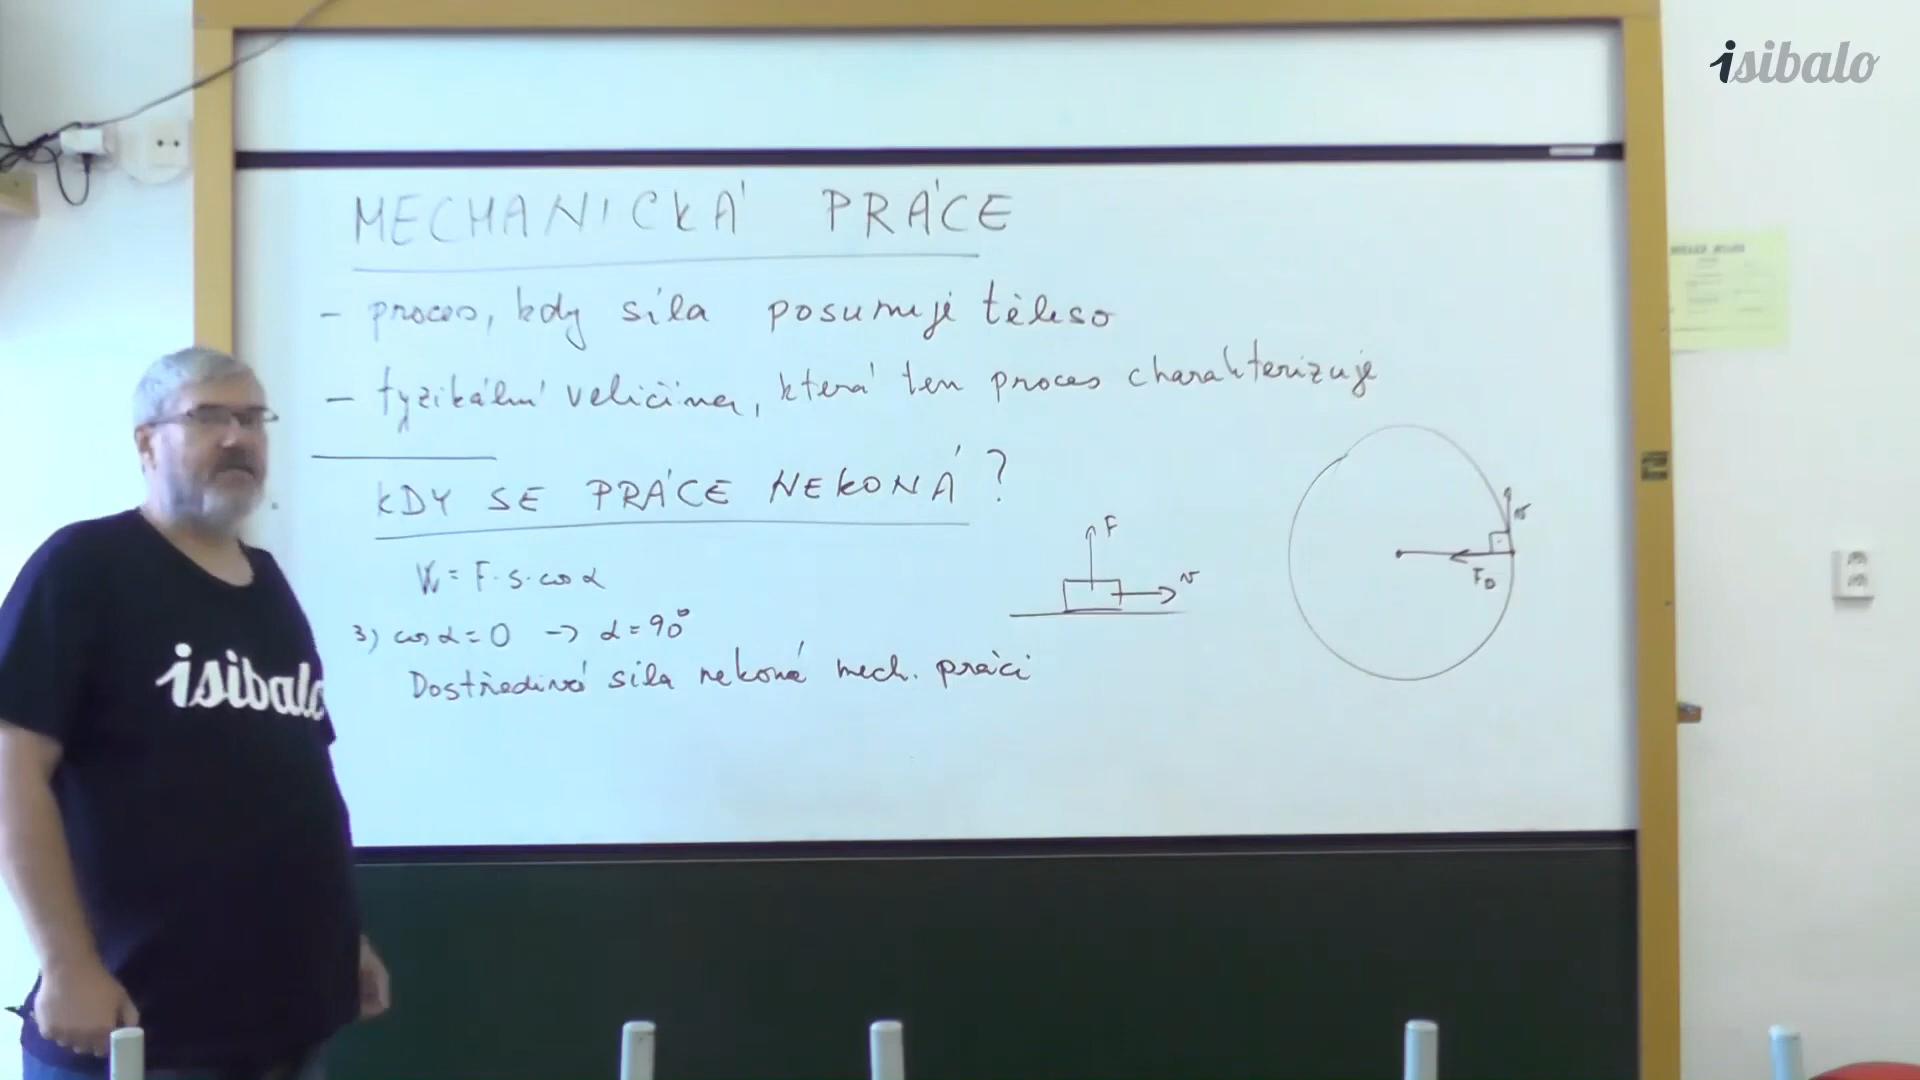 isibalo
MECHANICKÁ PRÁCE
- proces, kdy síla posunuje těleso
- fyzikální veličina, která ten proces charakterizuje
KDY SE PRÁCE NEKONÁ?
W = F·s·cos α
3) cos α = 0 → α = 90°
Dostředivá síla nekoná mech. práci
F
v
v
F₀
isibalo